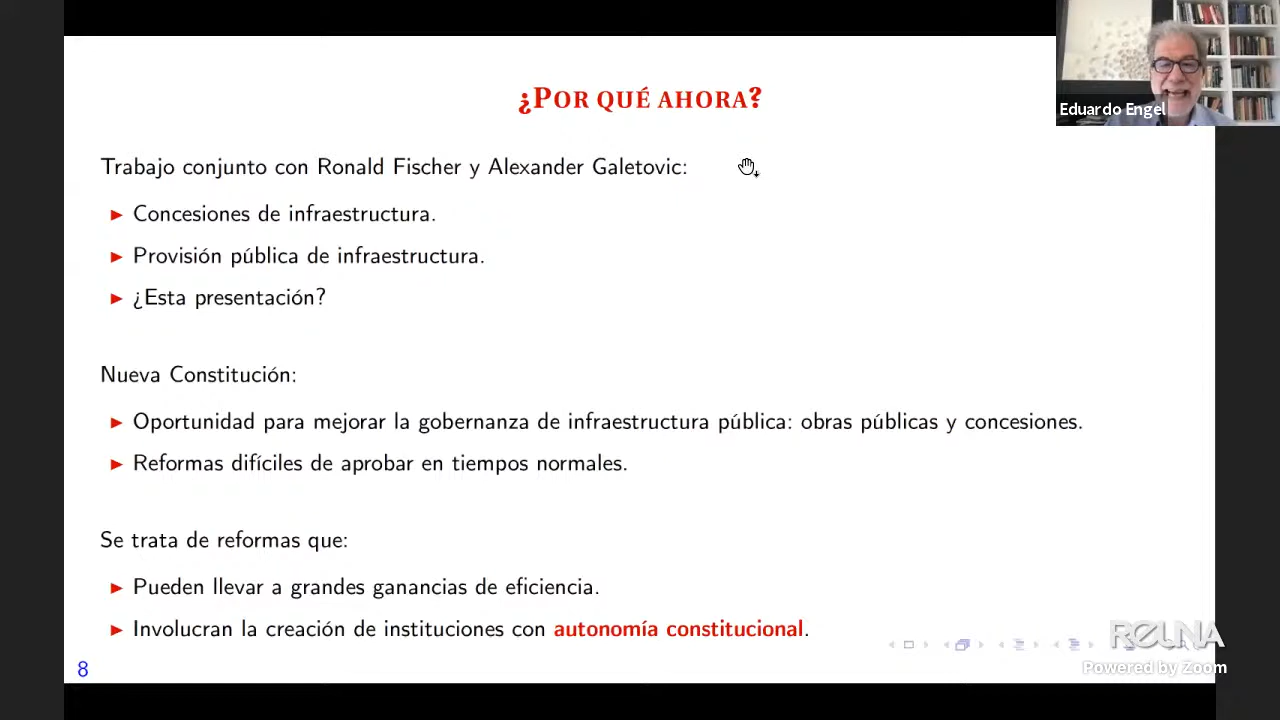 ¿POR QUÉ AHORA?
Eduardo Engel
Trabajo conjunto con Ronald Fischer y Alexander Galetovic:
▶ Concesiones de infraestructura.
▶ Provisión pública de infraestructura.
▶ ¿Esta presentación?
Nueva Constitución:
▶ Oportunidad para mejorar la gobernanza de infraestructura pública: obras públicas y concesiones.
▶ Reformas difíciles de aprobar en tiempos normales.
Se trata de reformas que:
▶ Pueden llevar a grandes ganancias de eficiencia.
▶ Involucran la creación de instituciones con autonomía constitucional.
REUNA
Powered by Zoom
8